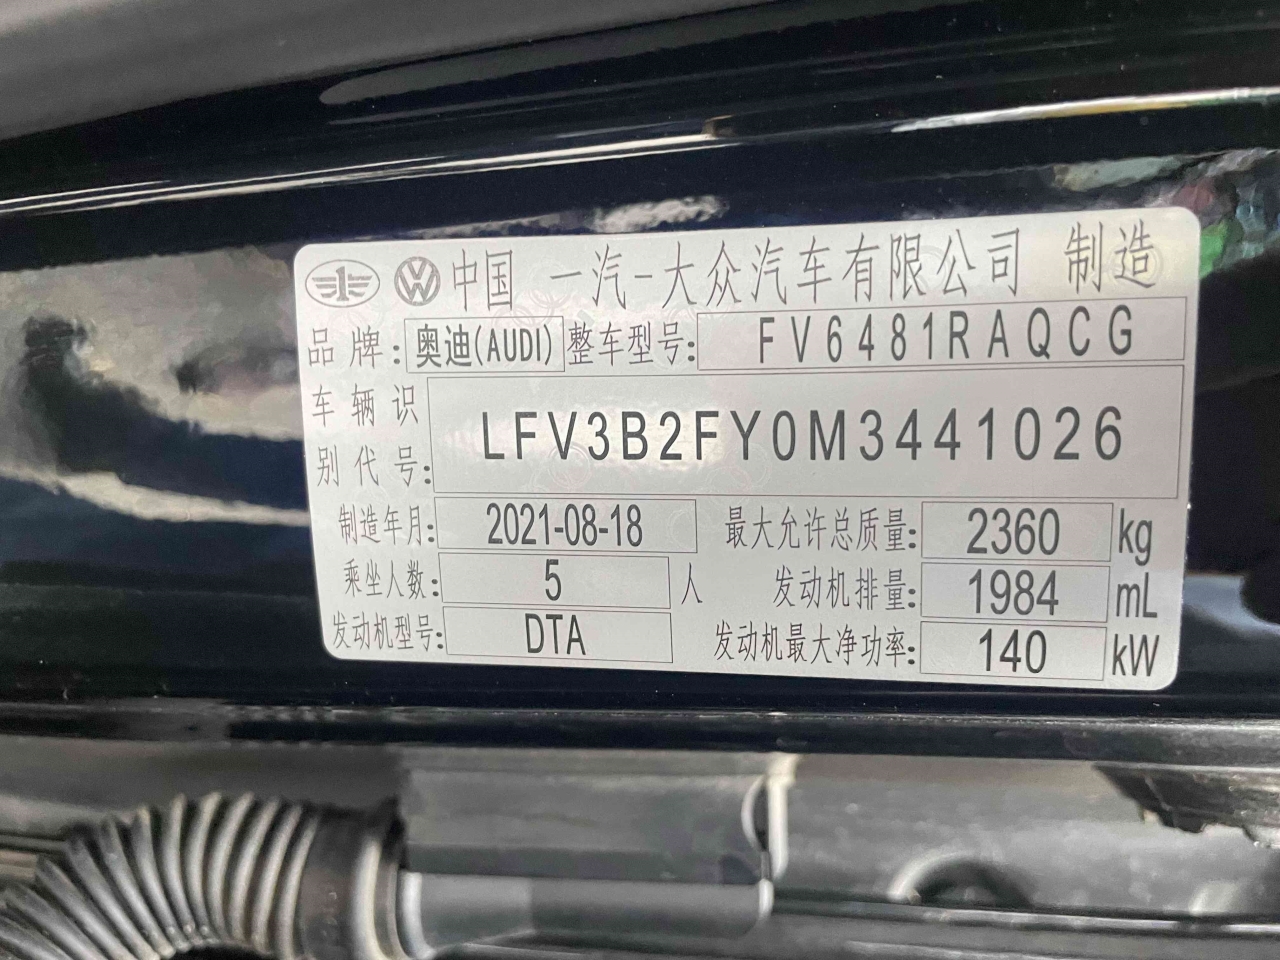 中国 一汽-大众汽车有限公司 制造
品牌: 奥迪(AUDI) 整车型号: FV6481RAQCG
车辆识别代号: LFV3B2FY0M3441026
制造年月: 2021-08-18 最大允许总质量: 2360 kg
乘坐人数: 5 人 发动机排量: 1984 mL
发动机型号: DTA 发动机最大净功率: 140 kW